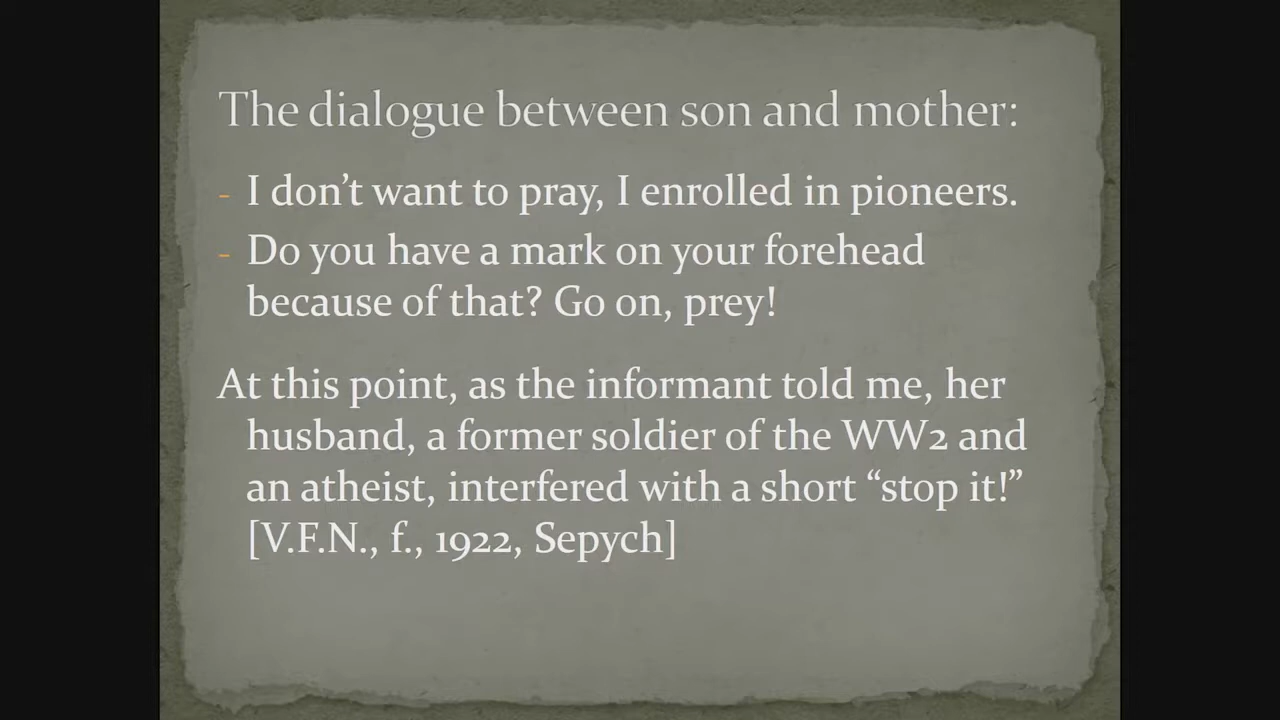 The dialogue between son and mother:
- I don’t want to pray, I enrolled in pioneers.
- Do you have a mark on your forehead
because of that? Go on, prey!
At this point, as the informant told me, her
husband, a former soldier of the WW2 and
an atheist, interfered with a short “stop it!”
[V.F.N., f., 1922, Sepych]